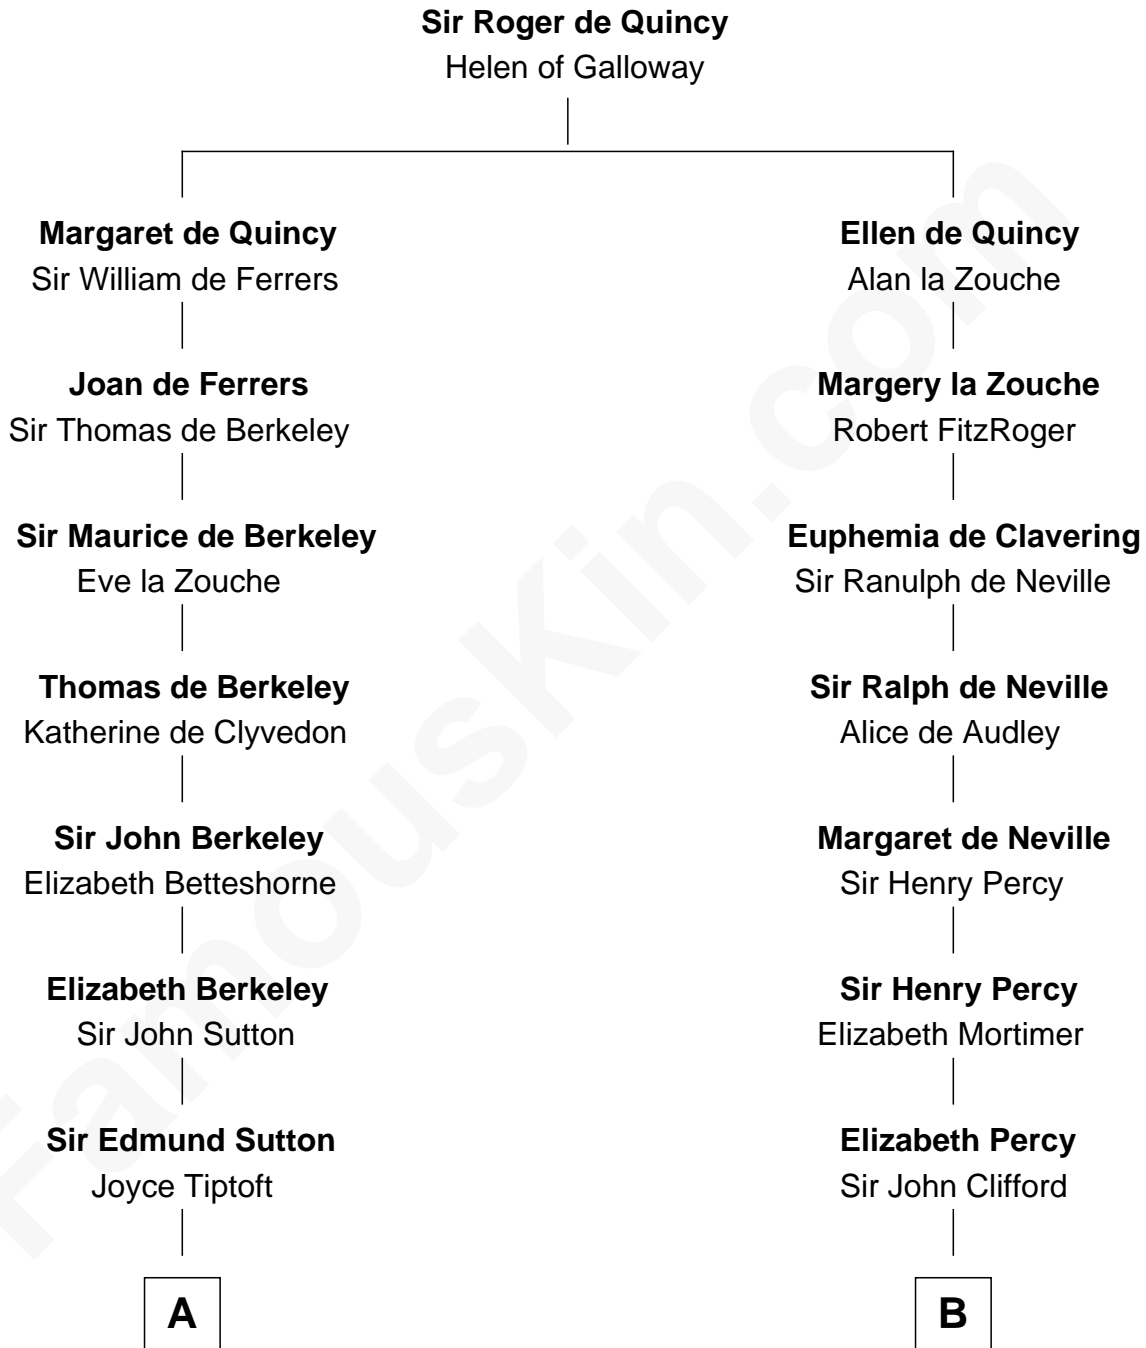 Sir Roger de Quincy
Helen of Galloway
Margaret de Quincy
Sir William de Ferrers
Ellen de Quincy
Alan la Zouche
Joan de Ferrers
Sir Thomas de Berkeley
Margery la Zouche
Robert FitzRoger
Sir Maurice de Berkeley
Eve la Zouche
Euphemia de Clavering
Sir Ranulph de Neville
Thomas de Berkeley
Katherine de Clyvedon
Sir Ralph de Neville
Alice de Audley
Sir John Berkeley
Elizabeth Betteshorne
Margaret de Neville
Sir Henry Percy
Elizabeth Berkeley
Sir John Sutton
Sir Henry Percy
Elizabeth Mortimer
Sir Edmund Sutton
Joyce Tiptoft
Elizabeth Percy
Sir John Clifford
A
B
FamousKin.com